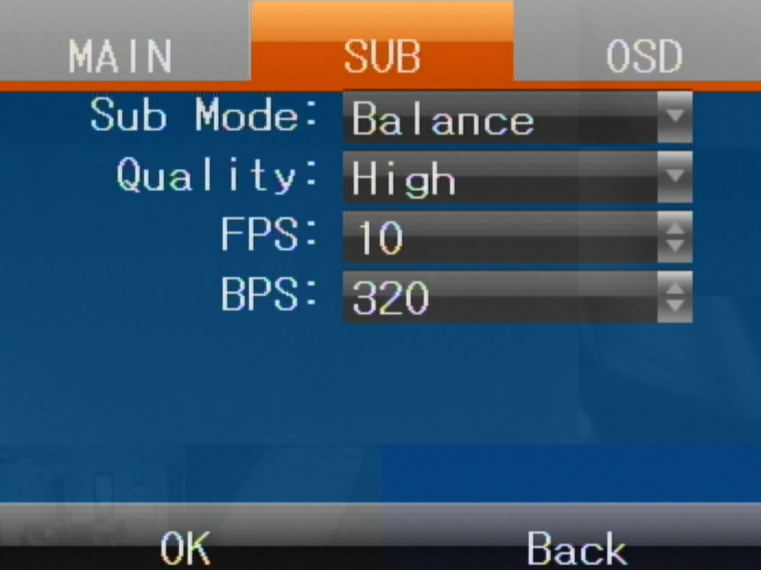 MAIN SUB OSD
Sub Mode: Balance
Quality: High
FPS: 10
BPS: 320
OK Back